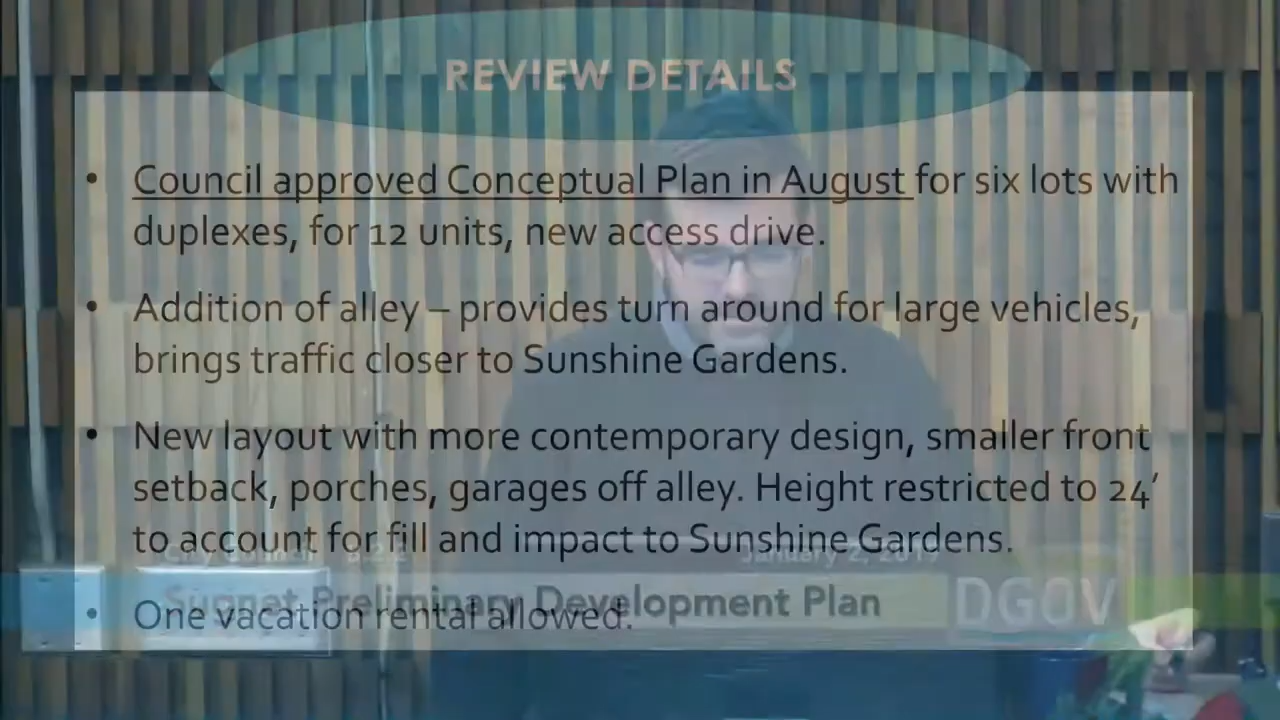 REVIEW DETAILS
• Council approved Conceptual Plan in August for six lots with
duplexes, for 12 units, new access drive.
• Addition of alley – provides turn around for large vehicles,
brings traffic closer to Sunshine Gardens.
• New layout with more contemporary design, smaller front
setback, porches, garages off alley. Height restricted to 24′
to account for fill and impact to Sunshine Gardens.
City Council January 2, 2019
Sugnet Preliminary Development Plan DGOV
• One vacation rental allowed.